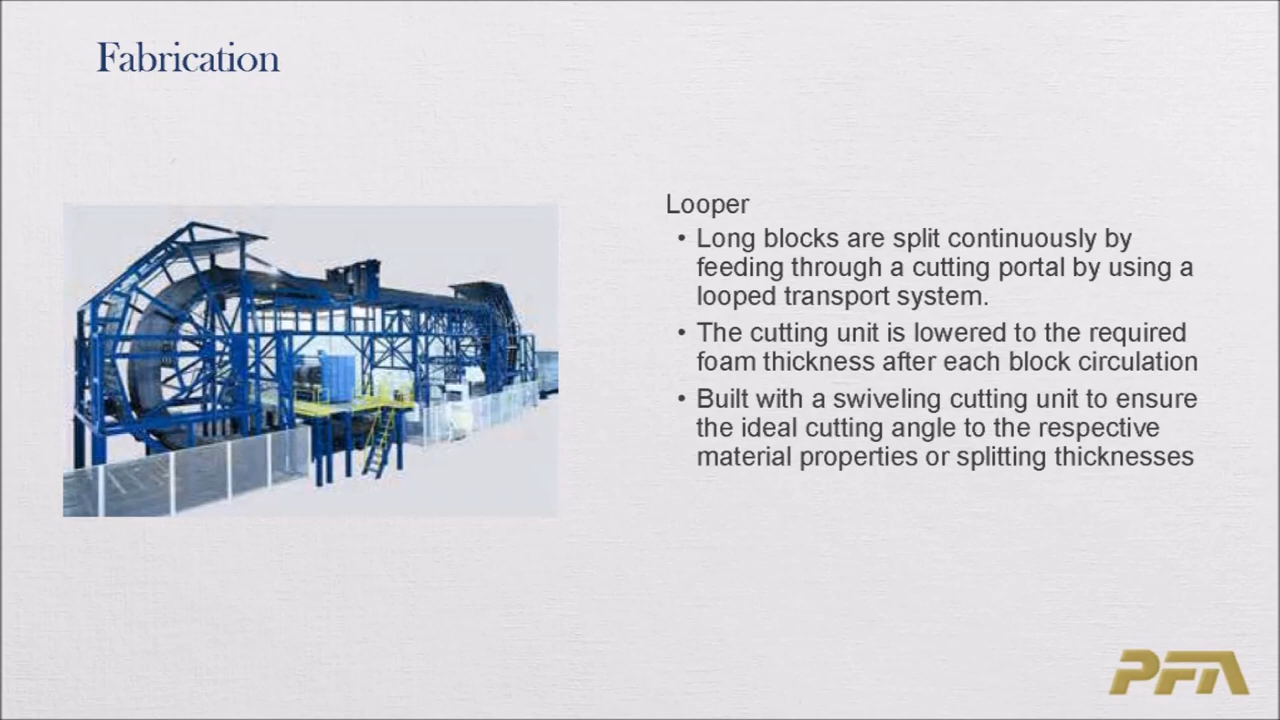 Fabrication
Looper
• Long blocks are split continuously by
feeding through a cutting portal by using a
looped transport system.
• The cutting unit is lowered to the required
foam thickness after each block circulation
• Built with a swiveling cutting unit to ensure
the ideal cutting angle to the respective
material properties or splitting thicknesses
PFA